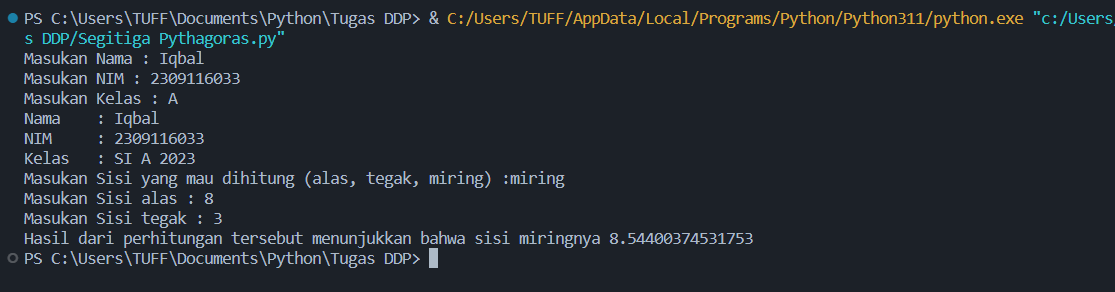 PS C:\Users\TUFF\Documents\Python\Tugas DDP> & C:/Users/TUFF/AppData/Local/Programs/Python/Python311/python.exe "c:/Users/
s DDP/Segitiga Pythagoras.py"
Masukan Nama : Iqbal
Masukan NIM : 2309116033
Masukan Kelas : A
Nama    : Iqbal
NIM     : 2309116033
Kelas   : SI A 2023
Masukan Sisi yang mau dihitung (alas, tegak, miring) :miring
Masukan Sisi alas : 8
Masukan Sisi tegak : 3
Hasil dari perhitungan tersebut menunjukkan bahwa sisi miringnya 8.54400374531753
PS C:\Users\TUFF\Documents\Python\Tugas DDP>